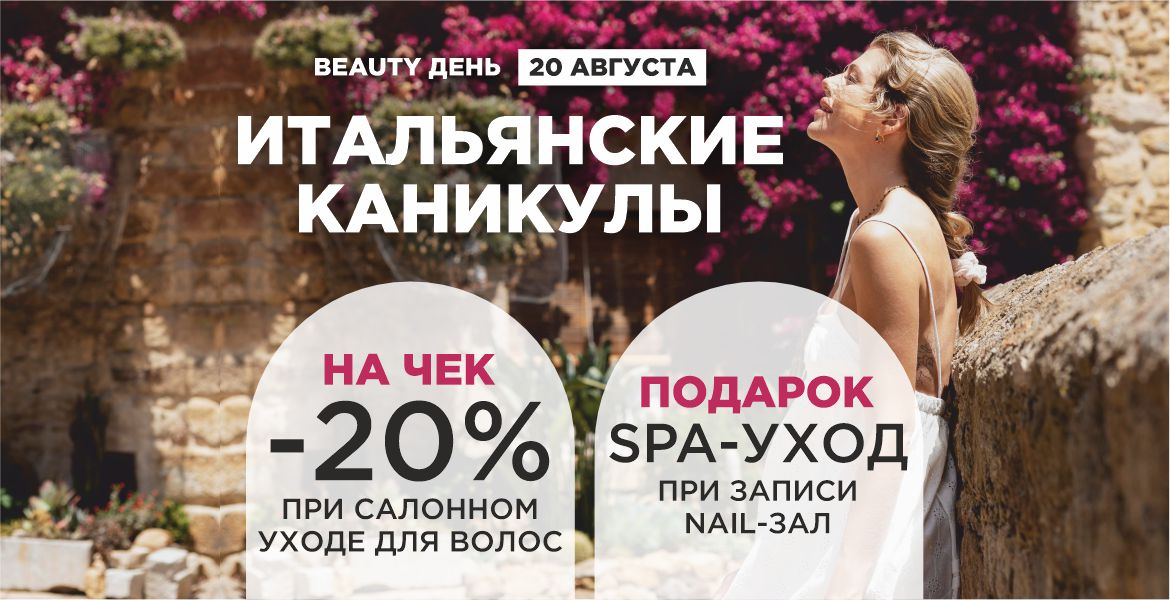 BEAUTY ДЕНЬ 20 АВГУСТА
ИТАЛЬЯНСКИЕ
КАНИКУЛЫ
НА ЧЕК
-20%
ПРИ САЛОННОМ
УХОДЕ ДЛЯ ВОЛОС
ПОДАРОК
SPA-УХОД
ПРИ ЗАПИСИ
NAIL-ЗАЛ